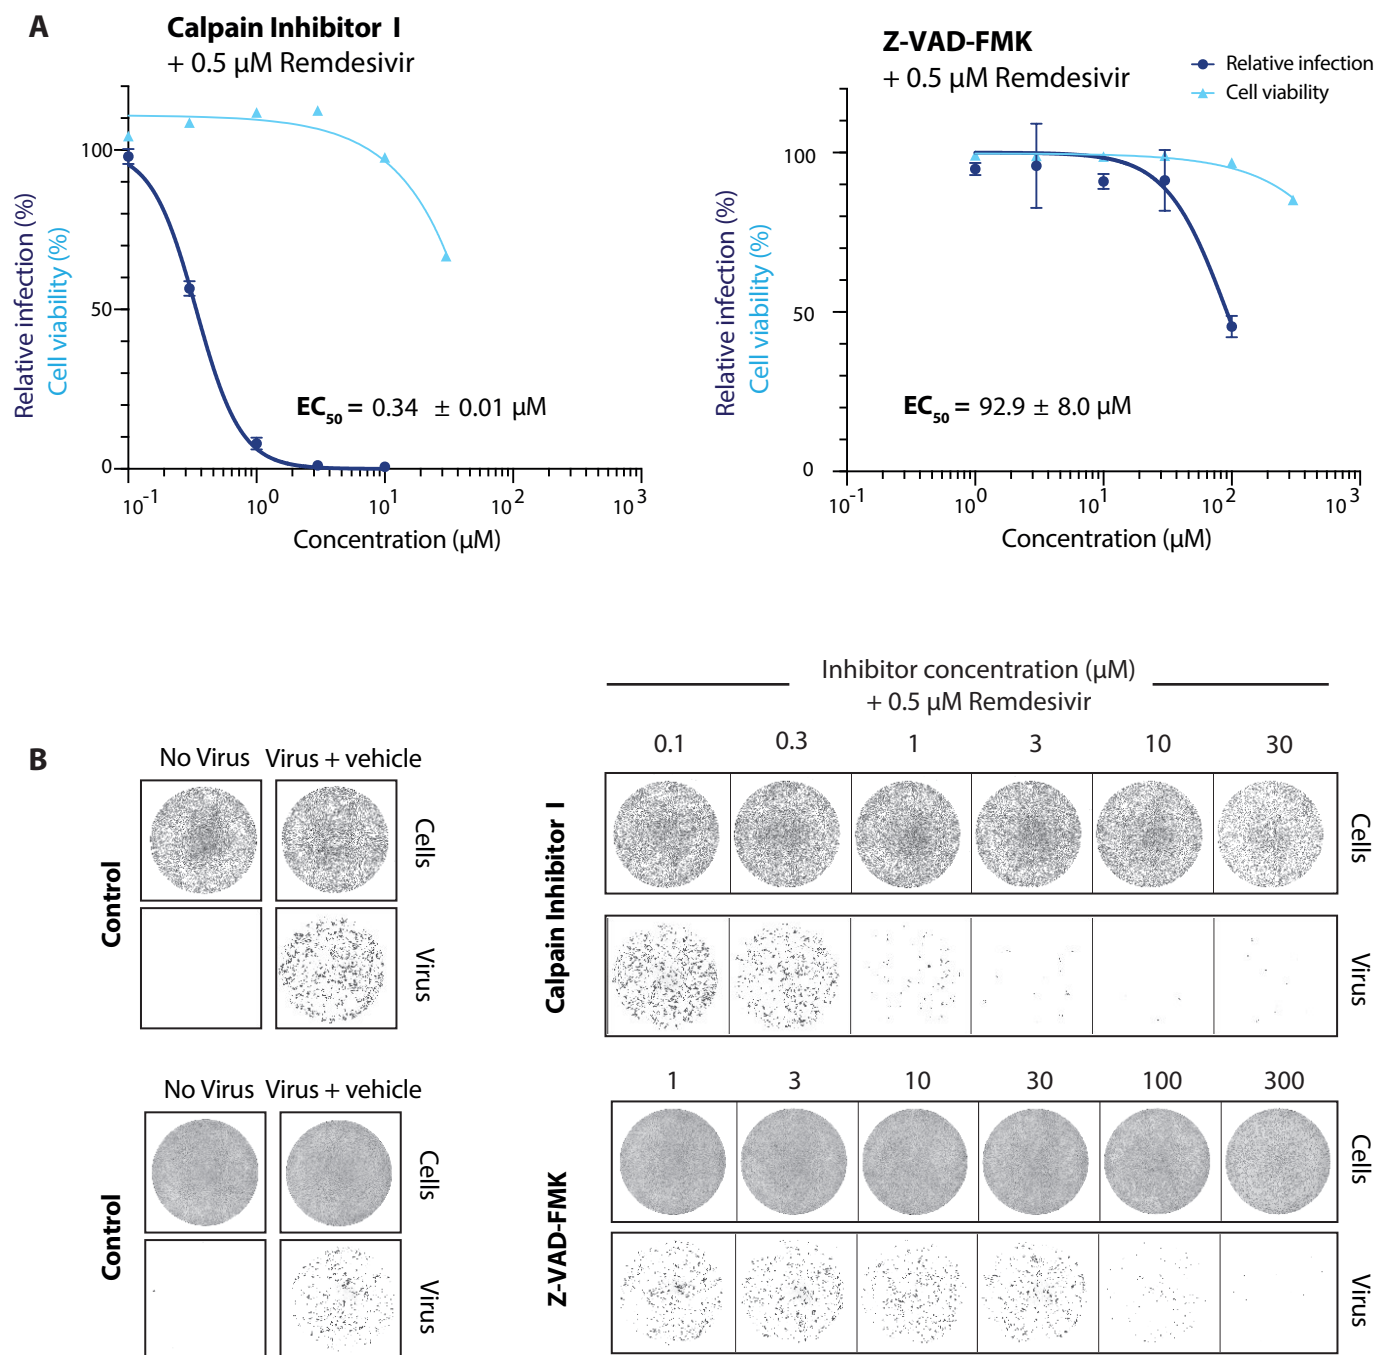 A
Calpain Inhibitor I
+ 0.5 µM Remdesivir
Relative infection (%)
Cell viability (%)
100
50
0
EC50 = 0.34 ± 0.01 µM
10-1 100 101 102 103
Concentration (µM)
Z-VAD-FMK
+ 0.5 µM Remdesivir
Relative infection
Cell viability
Relative infection (%)
Cell viability (%)
100
50
0
EC50 = 92.9 ± 8.0 µM
10-1 100 101 102 103
Concentration (µM)
B
No Virus Virus + vehicle
Control
Cells
Virus
Inhibitor concentration (µM)
+ 0.5 µM Remdesivir
0.1 0.3 1 3 10 30
Calpain Inhibitor I
Cells
Virus
No Virus Virus + vehicle
Control
Cells
Virus
1 3 10 30 100 300
Z-VAD-FMK
Cells
Virus